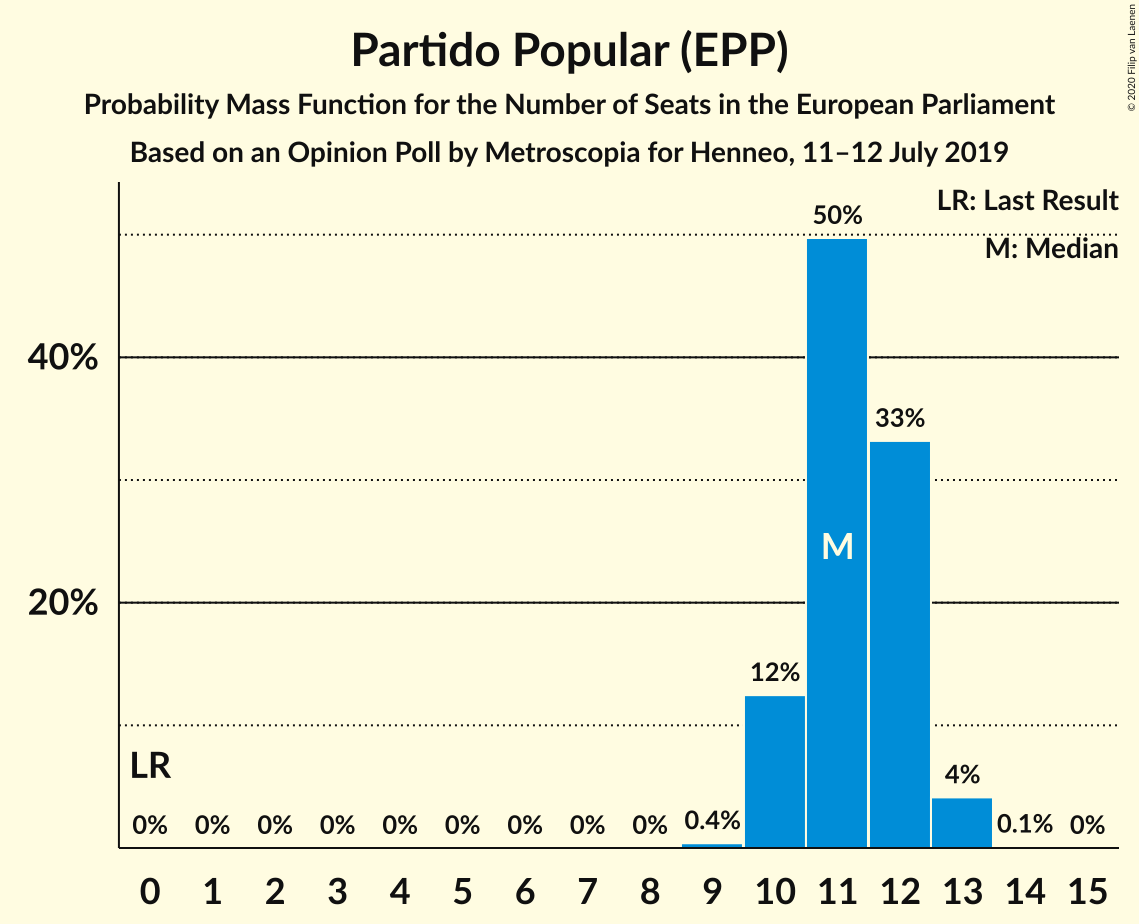 Partido Popular (EPP)
Probability Mass Function for the Number of Seats in the European Parliament
Based on an Opinion Poll by Metroscopia for Henneo, 11–12 July 2019
© 2020 Filip van Laenen
LR: Last Result
M: Median
50%
40%
33%
M
20%
12%
LR
4%
0% 0% 0% 0% 0% 0% 0% 0% 0% 0.4% 0.1% 0%
0 1 2 3 4 5 6 7 8 9 10 11 12 13 14 15